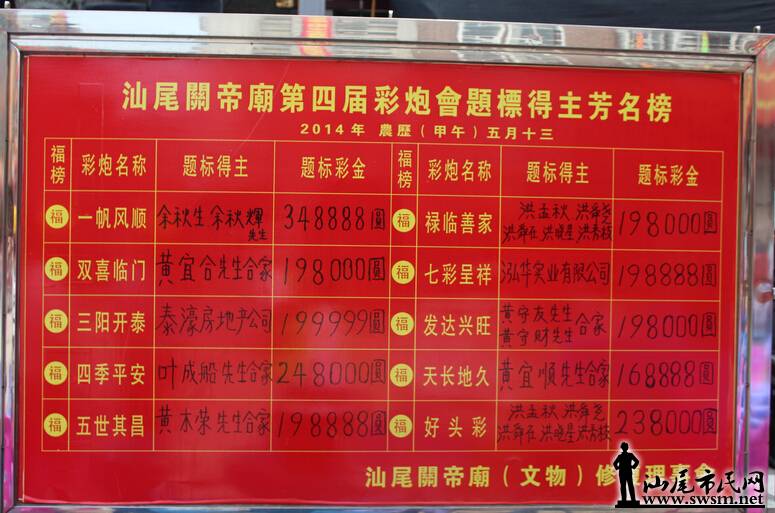 汕尾關帝廟第四届彩炮會題標得主芳名榜
2014年 農歷（甲午）五月十三
福榜 彩炮名称 题标得主 题标彩金 福榜 彩炮名称 题标得主 题标彩金
福 一帆风顺 余秋生 余秋輝先生 348888圆 福 禄临善家 洪孟秋 洪舜尧 洪舜在 洪晓星 洪秀枝 198000圆
福 双喜临门 黄宜合先生合家 198000圆 福 七彩呈祥 泓华实业有限公司 198888圆
福 三阳开泰 泰濠房地产公司 199999圆 福 发达兴旺 黄守友先生 黄守财先生 合家 198000圆
福 四季平安 叶成船先生合家 248000圆 福 天长地久 黄宜顺先生合家 168888圆
福 五世其昌 黄木荣先生合家 198888圆 福 好头彩 洪孟秋 洪舜尧 洪舜在 洪晓星 洪秀枝 238000圆
汕尾關帝廟（文物）修 理事会
汕尾市民网
www.swsm.net